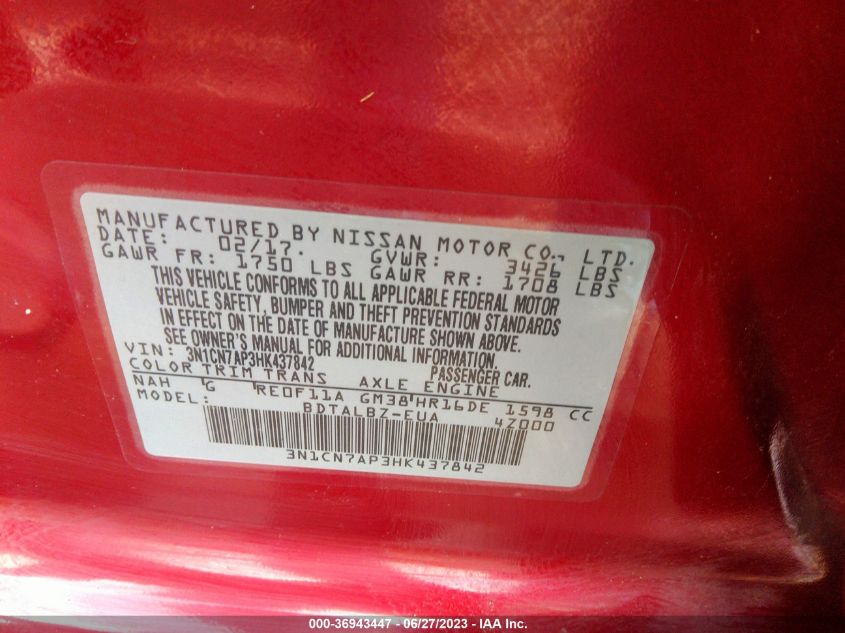 MANUFACTURED BY NISSAN MOTOR CO., LTD.
DATE: 02/17. GVWR: 3426 LBS
GAWR FR: 1750 LBS GAWR RR: 1708 LBS
THIS VEHICLE CONFORMS TO ALL APPLICABLE FEDERAL MOTOR
VEHICLE SAFETY, BUMPER AND THEFT PREVENTION STANDARDS
IN EFFECT ON THE DATE OF MANUFACTURE SHOWN ABOVE.
SEE OWNER'S MANUAL FOR ADDITIONAL INFORMATION.
VIN: 3N1CN7AP3HK437842 PASSENGER CAR.
COLOR TRIM TRANS AXLE ENGINE
NAH G RE0F11A GM38 HR16DE 1598 CC
MODEL: BDTALBZ-EUA 4Z000
3N1CN7AP3HK437842
000-36943447 - 06/27/2023 - IAA Inc.